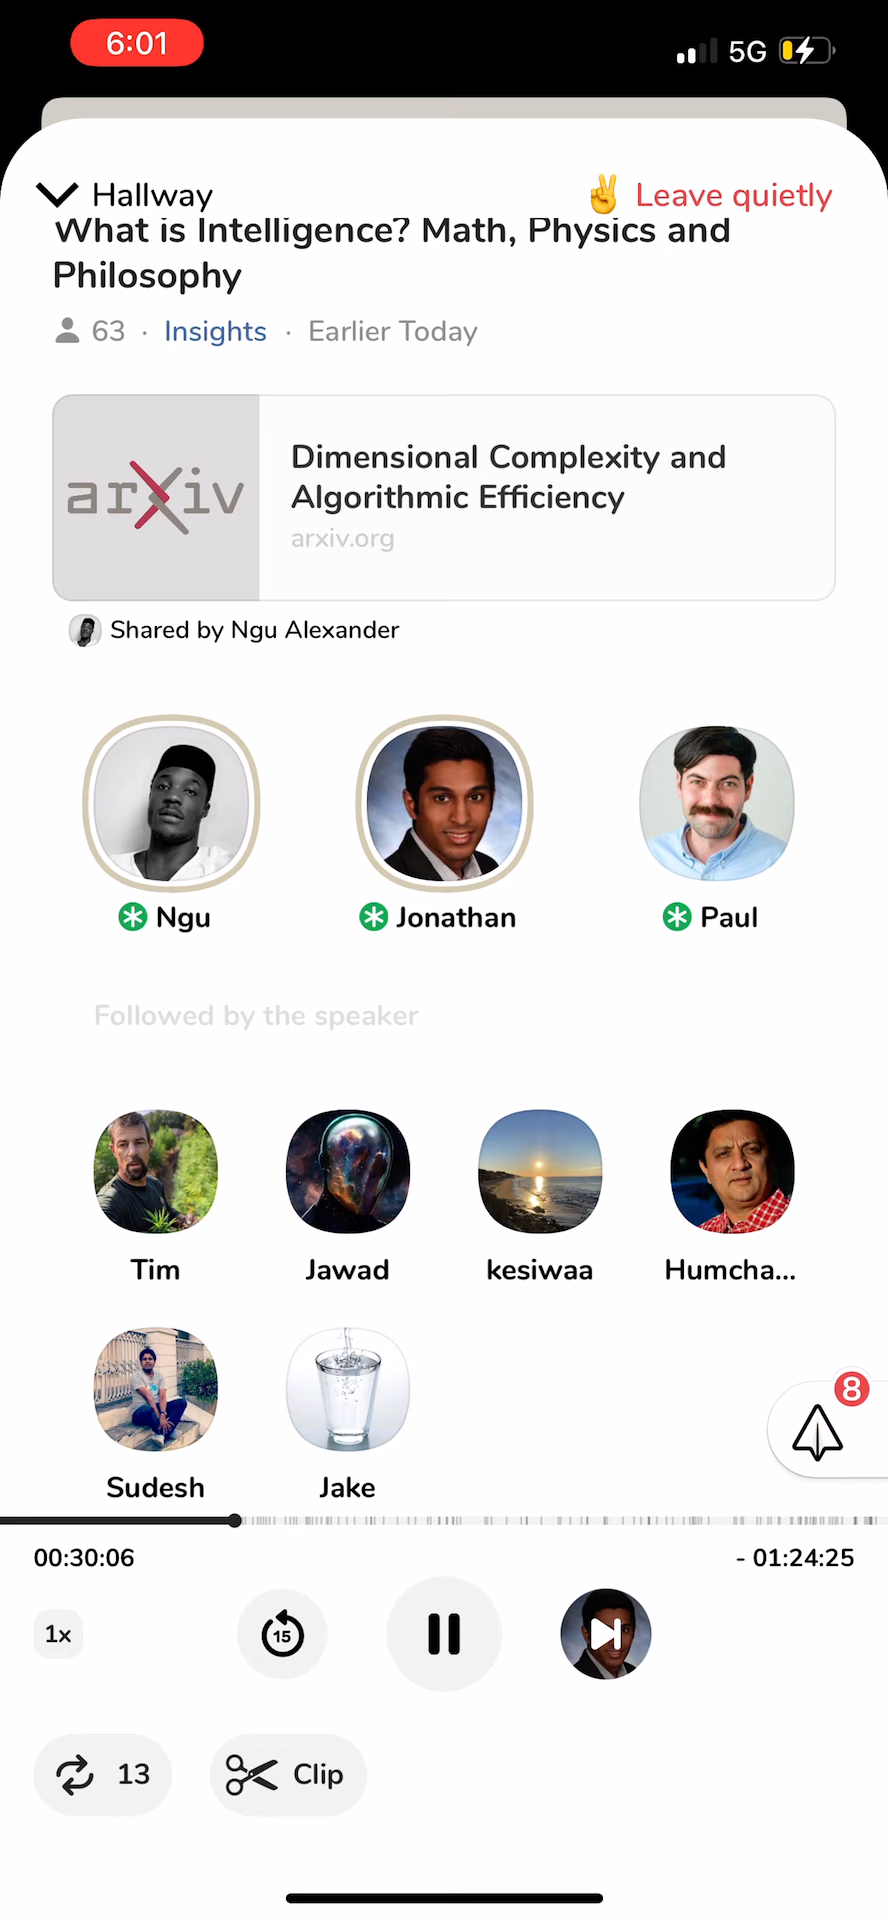 6:01
5G
Hallway
✌️ Leave quietly
What is Intelligence? Math, Physics and
Philosophy
63 · Insights · Earlier Today
arXiv
Dimensional Complexity and
Algorithmic Efficiency
arxiv.org
Shared by Ngu Alexander
Ngu
Jonathan
Paul
Followed by the speaker
Tim
Jawad
kesiwaa
Humcha...
8
Sudesh
Jake
00:30:06
- 01:24:25
1x
15
13
Clip